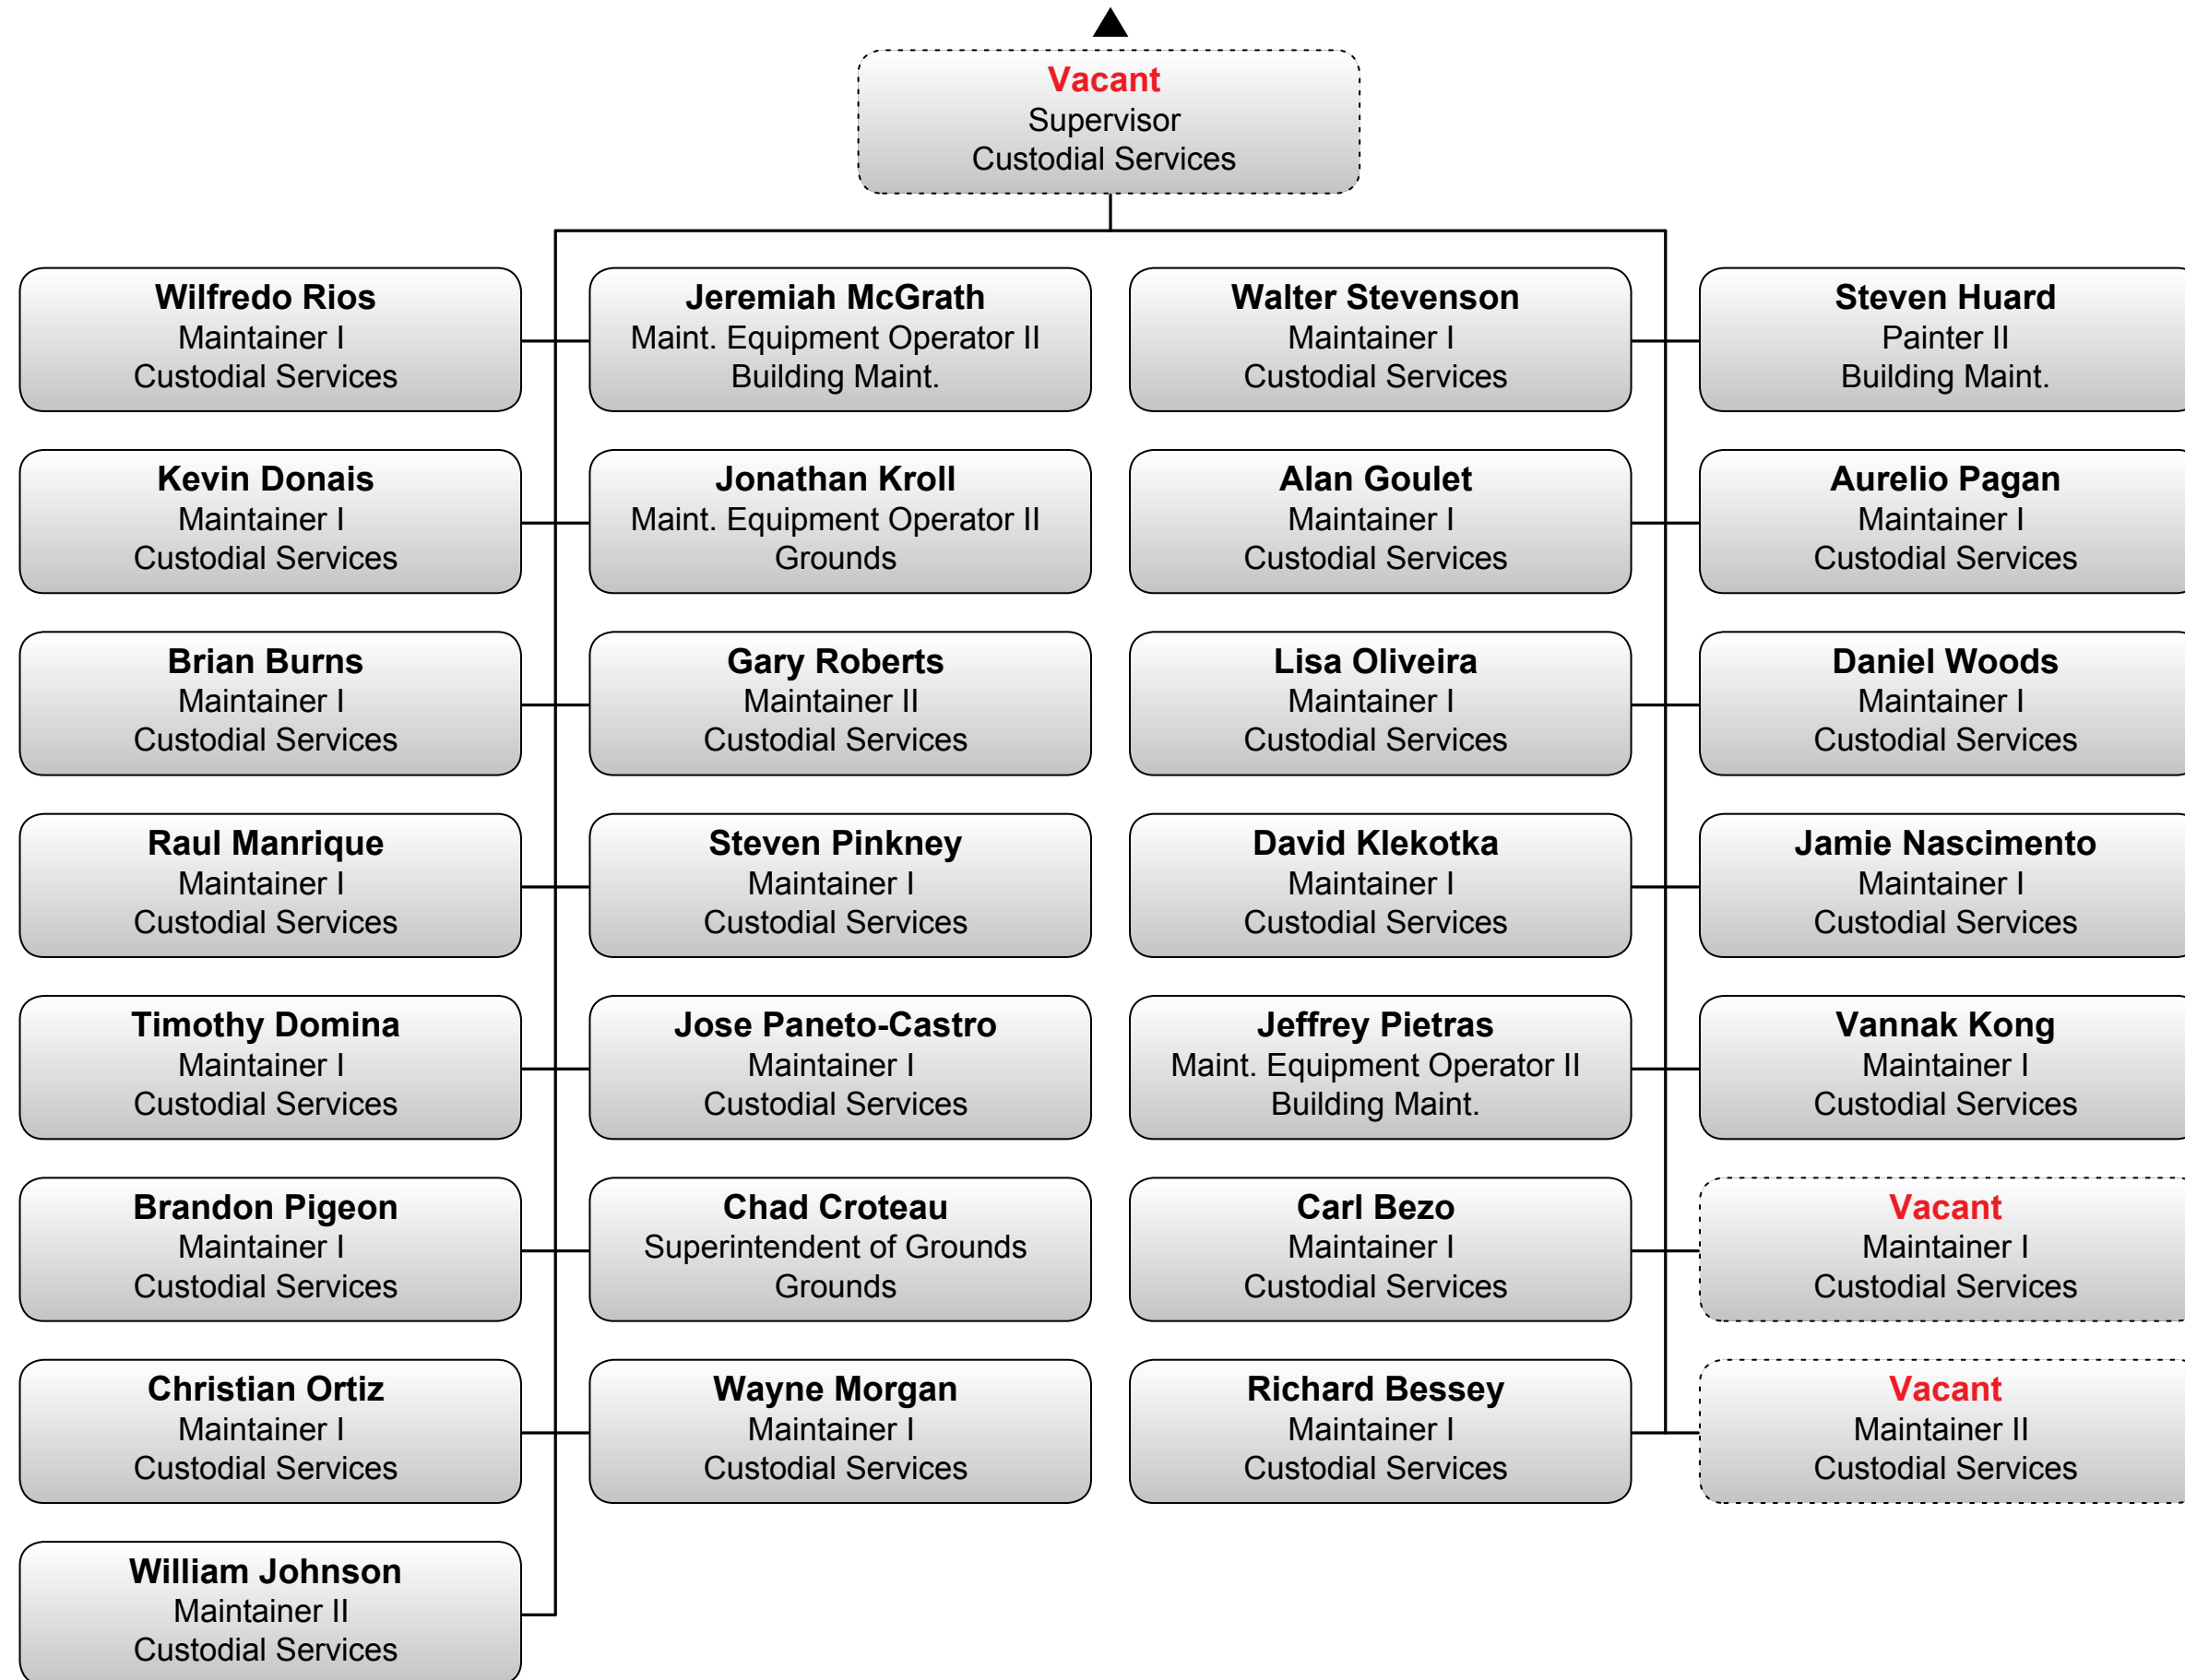 Vacant
Supervisor
Custodial Services
Wilfredo Rios
Maintainer I
Custodial Services
Jeremiah McGrath
Maint. Equipment Operator II
Building Maint.
Walter Stevenson
Maintainer I
Custodial Services
Steven Huard
Painter II
Building Maint.
Kevin Donais
Maintainer I
Custodial Services
Jonathan Kroll
Maint. Equipment Operator II
Grounds
Alan Goulet
Maintainer I
Custodial Services
Aurelio Pagan
Maintainer I
Custodial Services
Brian Burns
Maintainer I
Custodial Services
Gary Roberts
Maintainer II
Custodial Services
Lisa Oliveira
Maintainer I
Custodial Services
Daniel Woods
Maintainer I
Custodial Services
Raul Manrique
Maintainer I
Custodial Services
Steven Pinkney
Maintainer I
Custodial Services
David Klekotka
Maintainer I
Custodial Services
Jamie Nascimento
Maintainer I
Custodial Services
Timothy Domina
Maintainer I
Custodial Services
Jose Paneto-Castro
Maintainer I
Custodial Services
Jeffrey Pietras
Maint. Equipment Operator II
Building Maint.
Vannak Kong
Maintainer I
Custodial Services
Brandon Pigeon
Maintainer I
Custodial Services
Chad Croteau
Superintendent of Grounds
Grounds
Carl Bezo
Maintainer I
Custodial Services
Vacant
Maintainer I
Custodial Services
Christian Ortiz
Maintainer I
Custodial Services
Wayne Morgan
Maintainer I
Custodial Services
Richard Bessey
Maintainer I
Custodial Services
Vacant
Maintainer II
Custodial Services
William Johnson
Maintainer II
Custodial Services